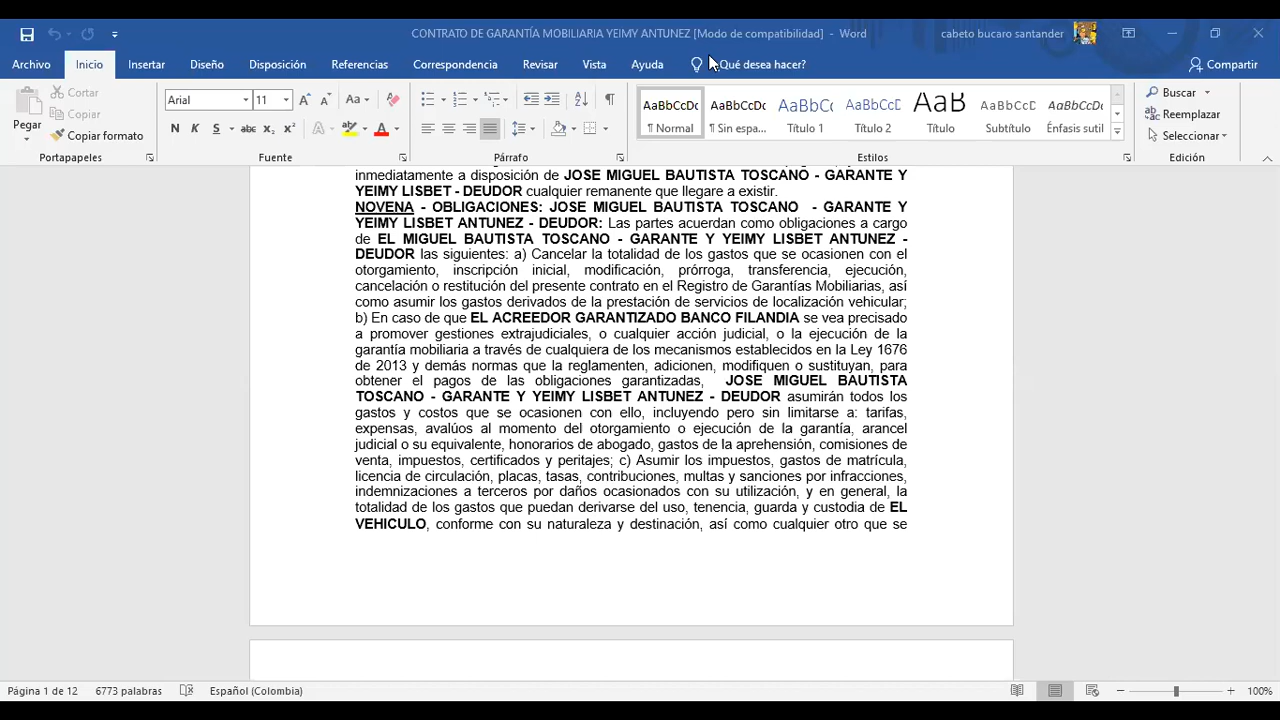 CONTRATO DE GARANTÍA MOBILIARIA YEIMY ANTUNEZ [Modo de compatibilidad] - Word
cabeto bucaro santander
Archivo Inicio Insertar Diseño Disposición Referencias Correspondencia Revisar Vista Ayuda ¿Qué desea hacer? Compartir
Pegar
Cortar
Copiar
Copiar formato
Portapapeles
Arial 11
N K S abc x₂ x²
Fuente
Párrafo
AaBbCcDc AaBbCcDc AaBbCc AaBbCcD AaB AaBbCcD AaBbCcDc
¶ Normal ¶ Sin espa... Título 1 Título 2 Título Subtítulo Énfasis sutil
Estilos
Buscar
Reemplazar
Seleccionar
Edición
inmediatamente a disposición de JOSE MIGUEL BAUTISTA TOSCANO - GARANTE Y
YEIMY LISBET - DEUDOR cualquier remanente que llegare a existir.
NOVENA - OBLIGACIONES: JOSE MIGUEL BAUTISTA TOSCANO - GARANTE Y
YEIMY LISBET ANTUNEZ - DEUDOR: Las partes acuerdan como obligaciones a cargo
de EL MIGUEL BAUTISTA TOSCANO - GARANTE Y YEIMY LISBET ANTUNEZ -
DEUDOR las siguientes: a) Cancelar la totalidad de los gastos que se ocasionen con el
otorgamiento, inscripción inicial, modificación, prórroga, transferencia, ejecución,
cancelación o restitución del presente contrato en el Registro de Garantías Mobiliarias, así
como asumir los gastos derivados de la prestación de servicios de localización vehicular;
b) En caso de que EL ACREEDOR GARANTIZADO BANCO FILANDIA se vea precisado
a promover gestiones extrajudiciales, o cualquier acción judicial, o la ejecución de la
garantía mobiliaria a través de cualquiera de los mecanismos establecidos en la Ley 1676
de 2013 y demás normas que la reglamenten, adicionen, modifiquen o sustituyan, para
obtener el pagos de las obligaciones garantizadas, JOSE MIGUEL BAUTISTA
TOSCANO - GARANTE Y YEIMY LISBET ANTUNEZ - DEUDOR asumirán todos los
gastos y costos que se ocasionen con ello, incluyendo pero sin limitarse a: tarifas,
expensas, avalúos al momento del otorgamiento o ejecución de la garantía, arancel
judicial o su equivalente, honorarios de abogado, gastos de la aprehensión, comisiones de
venta, impuestos, certificados y peritajes; c) Asumir los impuestos, gastos de matrícula,
licencia de circulación, placas, tasas, contribuciones, multas y sanciones por infracciones,
indemnizaciones a terceros por daños ocasionados con su utilización, y en general, la
totalidad de los gastos que puedan derivarse del uso, tenencia, guarda y custodia de EL
VEHICULO, conforme con su naturaleza y destinación, así como cualquier otro que se
Página 1 de 12 6773 palabras Español (Colombia) 100%